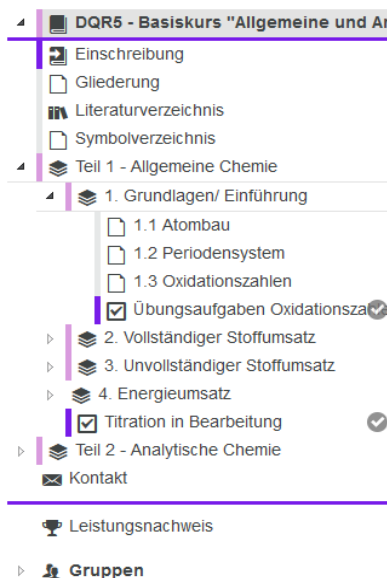 DQR5 - Basiskurs "Allgemeine und
Einschreibung
Gliederung
Literaturverzeichnis
Symbolverzeichnis
Teil 1 - Allgemeine Chemie
1. Grundlagen/ Einführung
1.1 Atombau
1.2 Periodensystem
1.3 Oxidationszahlen
Übungsaufgaben
2. Vollständiger Stoffumsatz
3. Unvollständiger Stoffumsatz
4. Energieumsatz
Titration in Bearbeitung
Teil 2 - Analytische Chemie
Kontakt
Leistungsnachweis
Gruppen